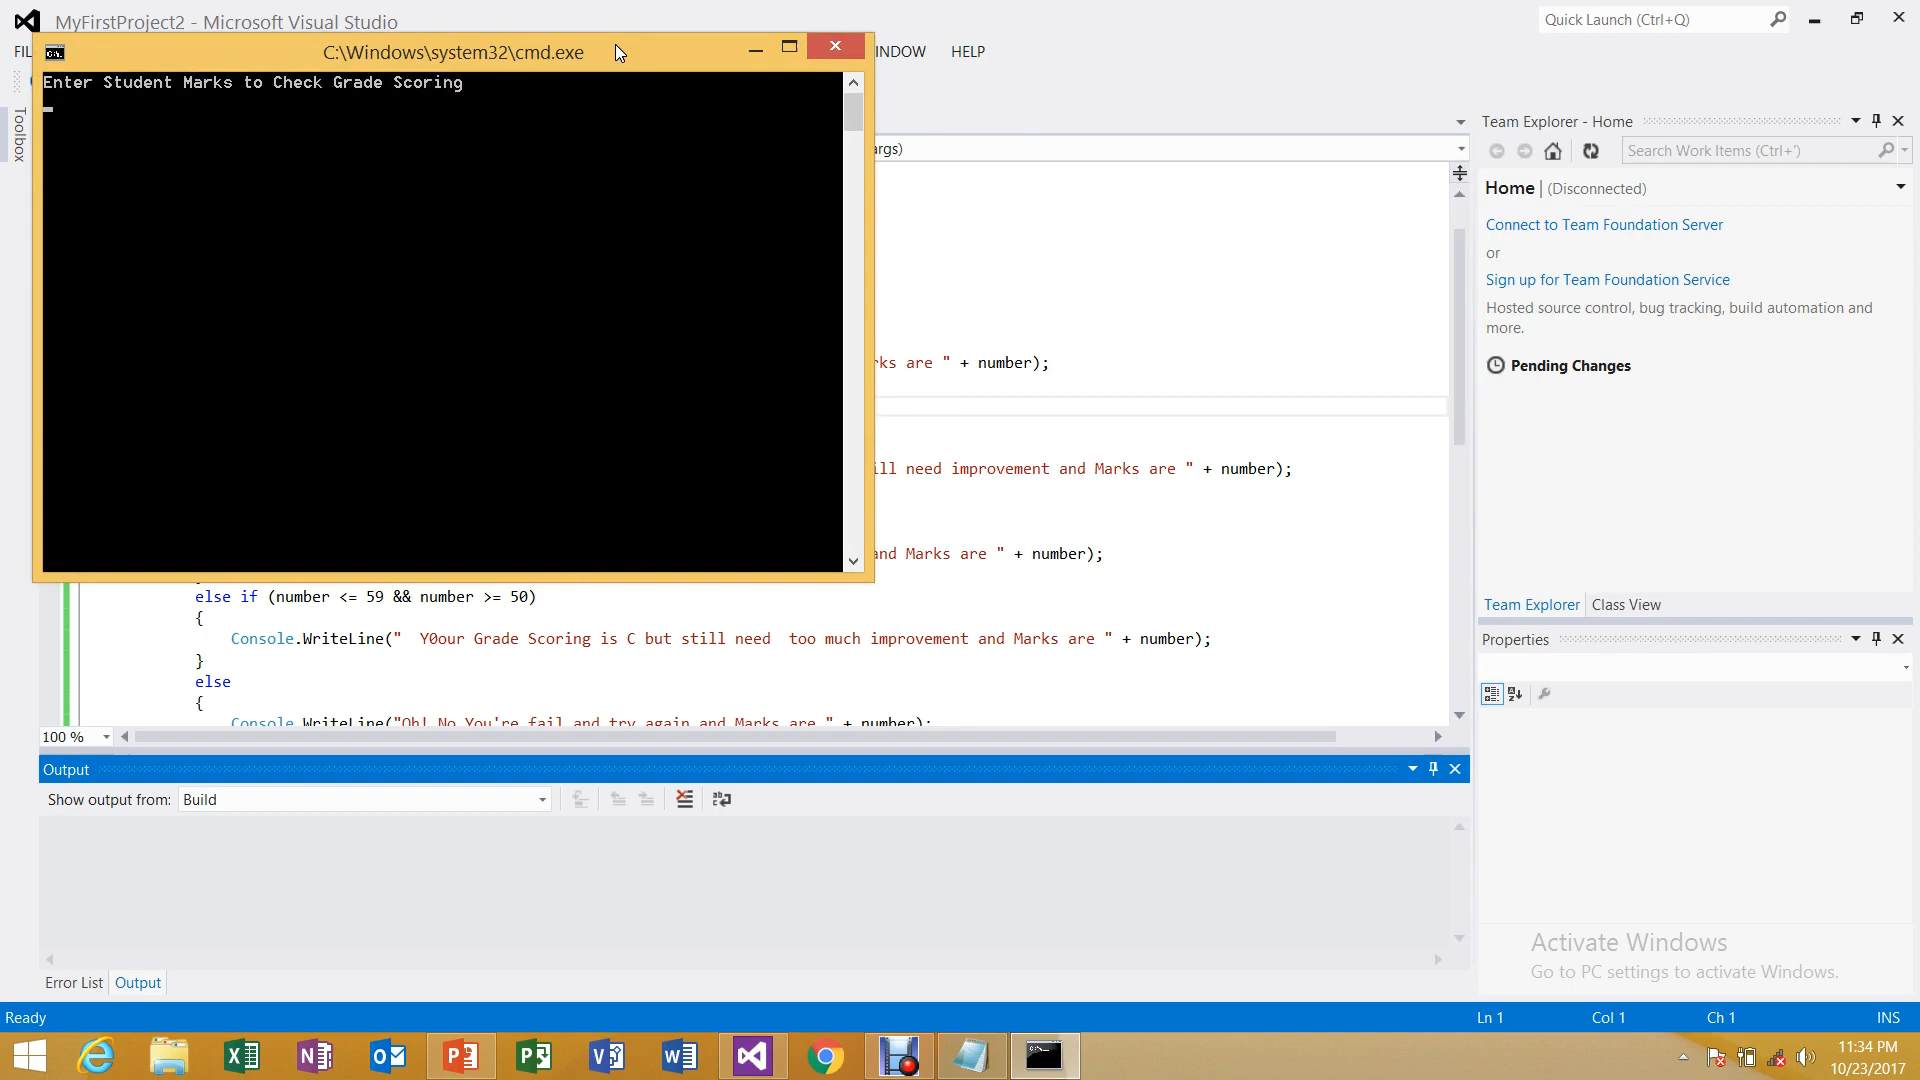 MyFirstProject2 - Microsoft Visual Studio
Quick Launch (Ctrl+Q)
C:\Windows\system32\cmd.exe
INDOW HELP
Enter Student Marks to Check Grade Scoring
Toolbox
args)
rks are " + number);
ill need improvement and Marks are " + number);
and Marks are " + number);
else if (number <= 59 && number >= 50)
{
Console.WriteLine("  Y0our Grade Scoring is C but still need  too much improvement and Marks are " + number);
}
else
{
Console.WriteLine("Oh! No You're fail and try again and Marks are " + number);
100 %
Team Explorer - Home
Search Work Items (Ctrl+')
Home | (Disconnected)
Connect to Team Foundation Server
or
Sign up for Team Foundation Service
Hosted source control, bug tracking, build automation and
more.
Pending Changes
Team Explorer Class View
Properties
Output
Show output from: Build
Error List Output
Activate Windows
Go to PC settings to activate Windows.
Ready
Ln 1 Col 1 Ch 1 INS
11:34 PM
10/23/2017